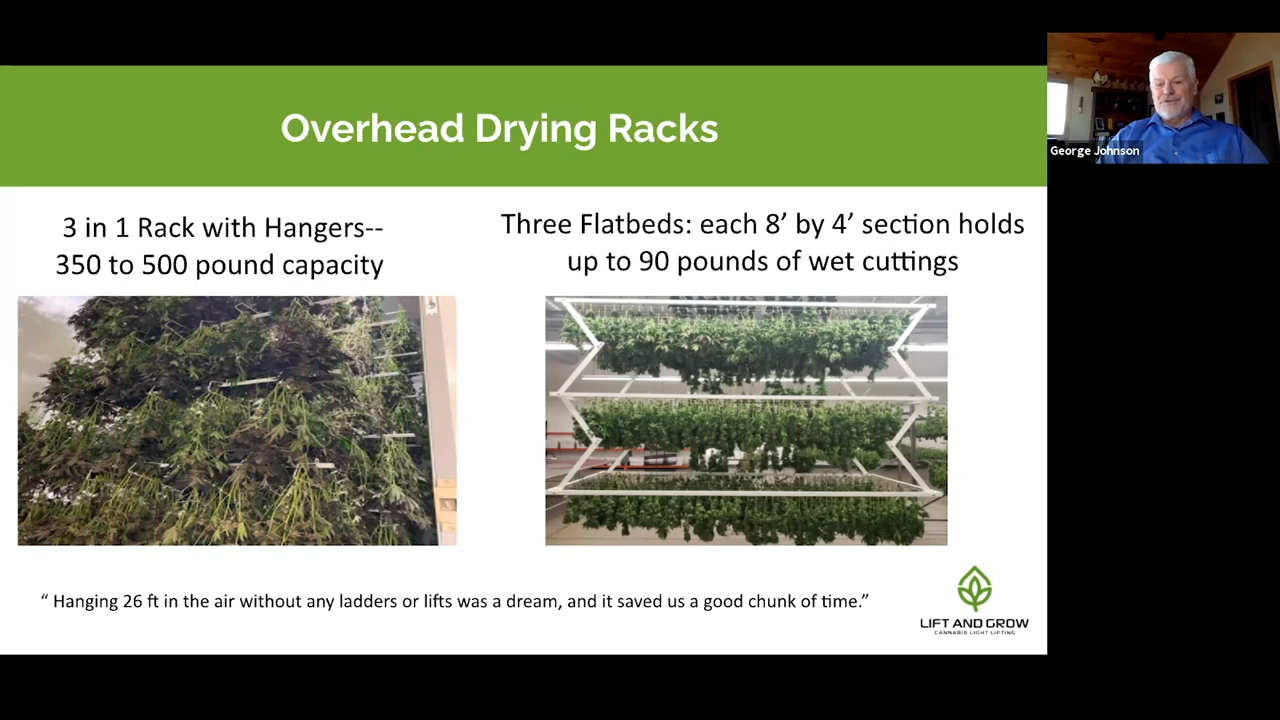 Overhead Drying Racks
George Johnson
3 in 1 Rack with Hangers--
350 to 500 pound capacity
Three Flatbeds: each 8’ by 4’ section holds
up to 90 pounds of wet cuttings
“ Hanging 26 ft in the air without any ladders or lifts was a dream, and it saved us a good chunk of time.”
LIFT AND GROW
CANNABIS LIGHT LIFTING